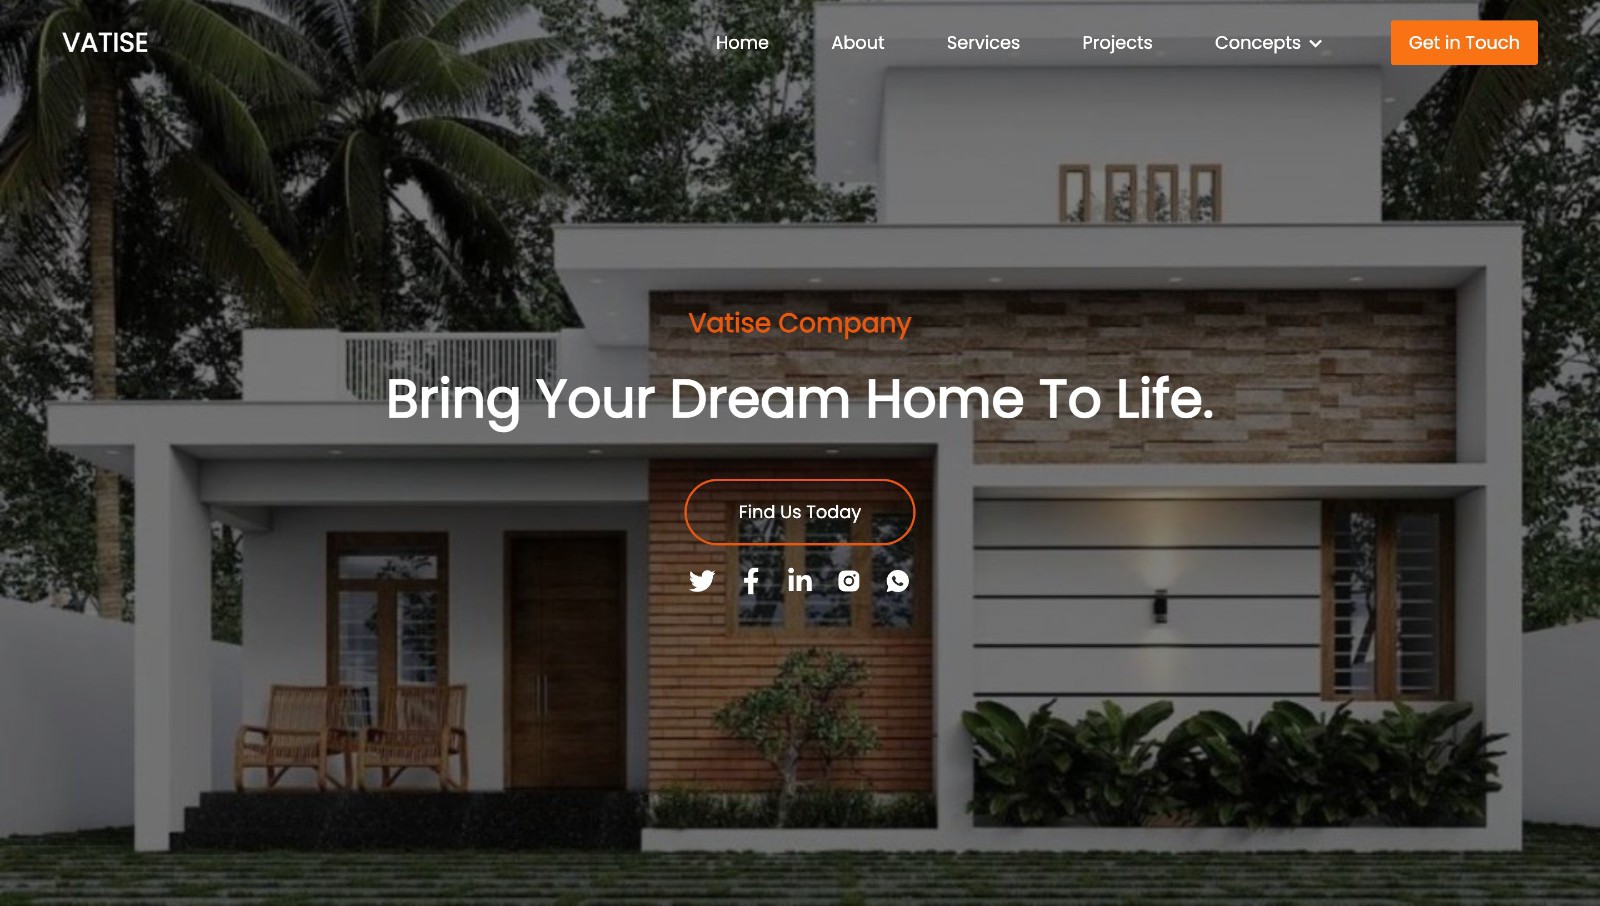 VATISE
Home About Services Projects Concepts Get in Touch
Vatise Company
Bring Your Dream Home To Life.
Find Us Today